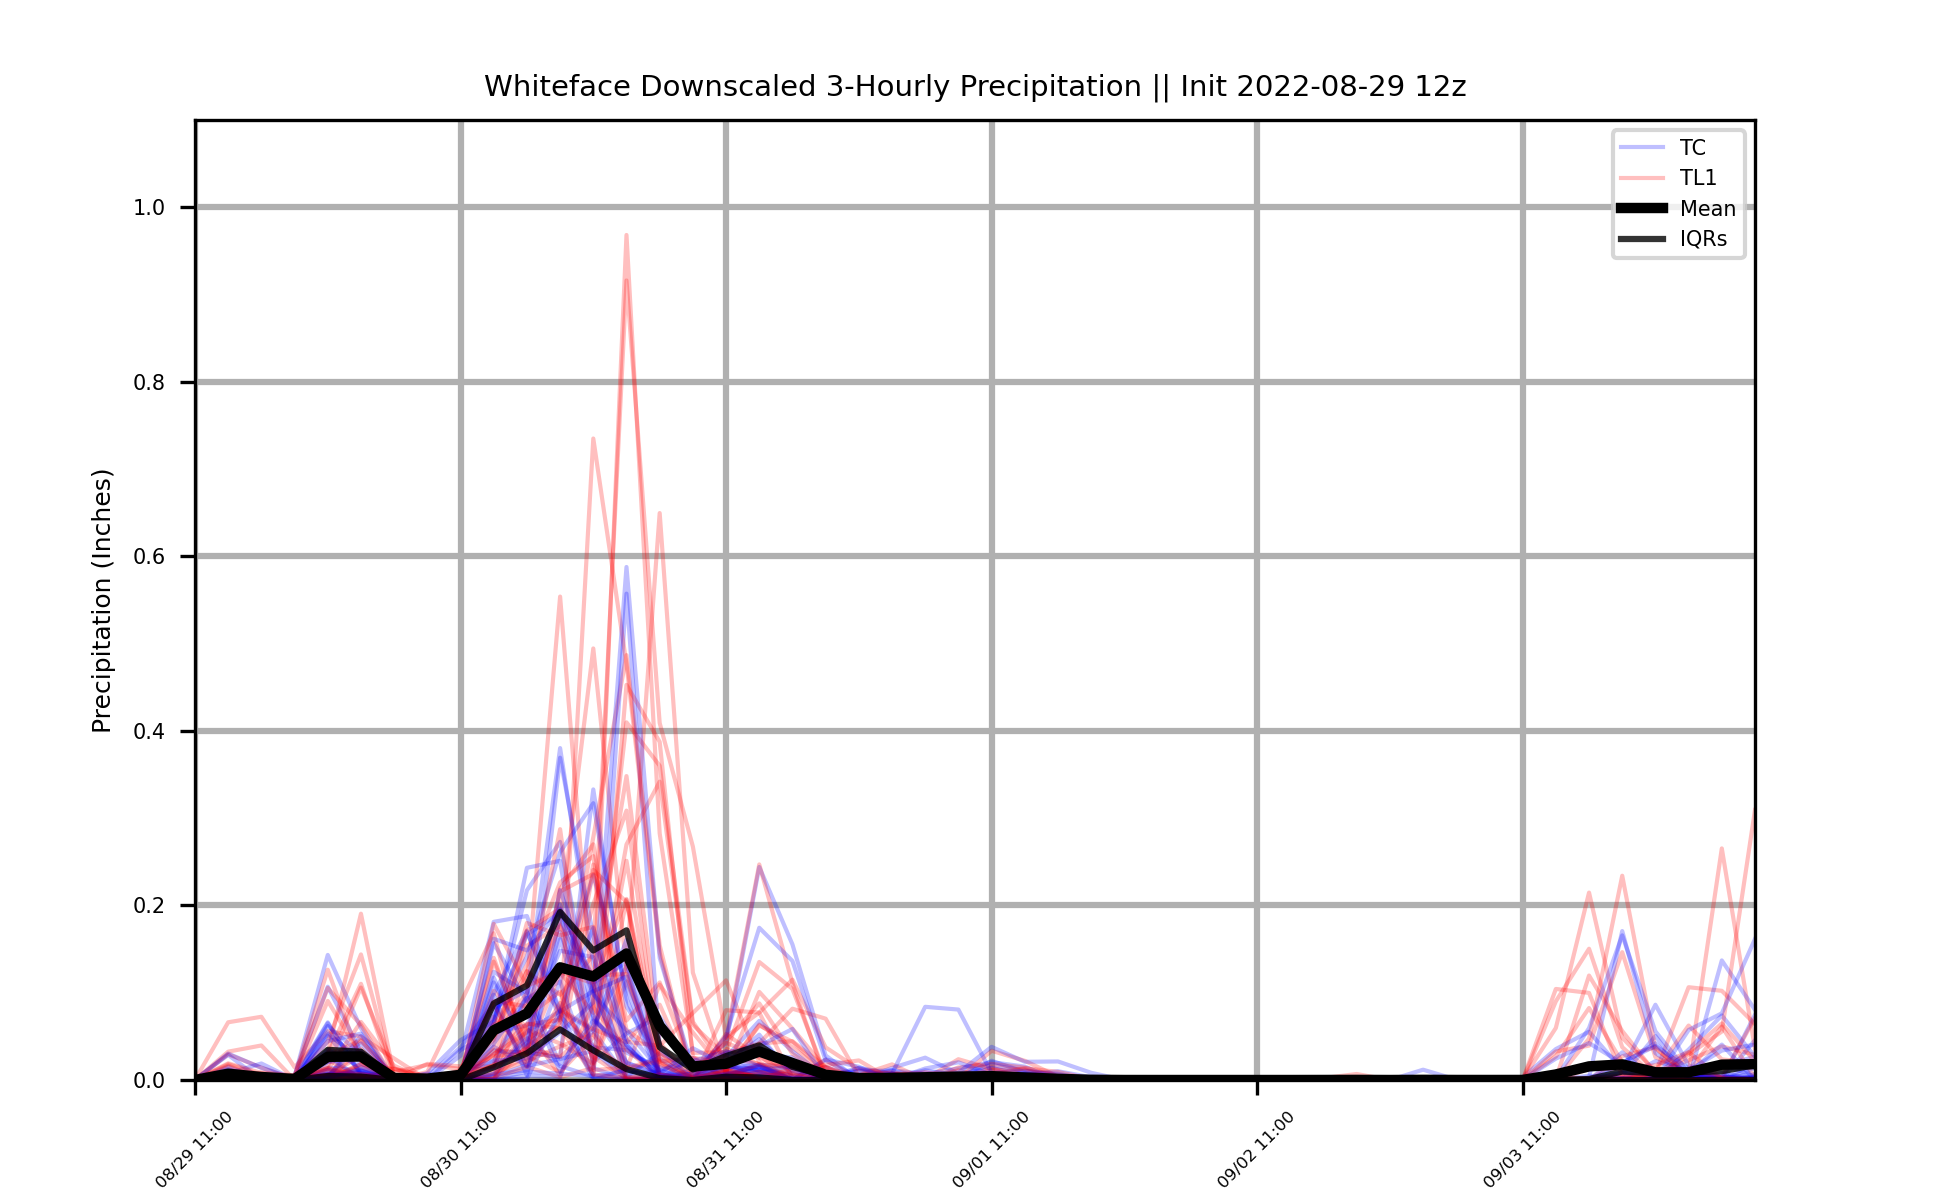 Whiteface Downscaled 3-Hourly Precipitation || Init 2022-08-29 12z
TC
TL1
Mean
IQRs
Precipitation (Inches)
1.0
0.8
0.6
0.4
0.2
0.0
08/29 11:00
08/30 11:00
08/31 11:00
09/01 11:00
09/02 11:00
09/03 11:00